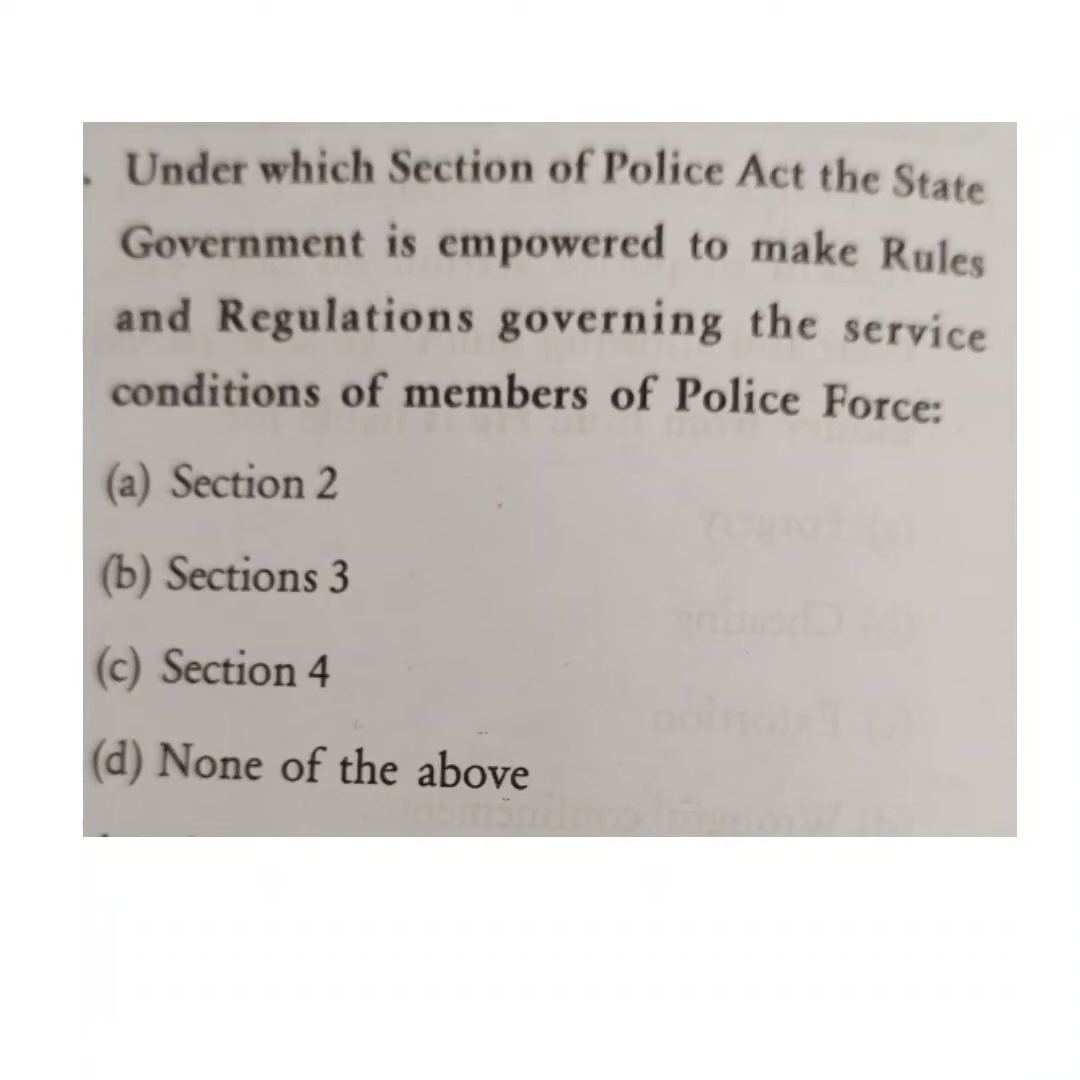 . Under which Section of Police Act the State
Government is empowered to make Rules
and Regulations governing the service
conditions of members of Police Force:
(a) Section 2
(b) Sections 3
(c) Section 4
(d) None of the above